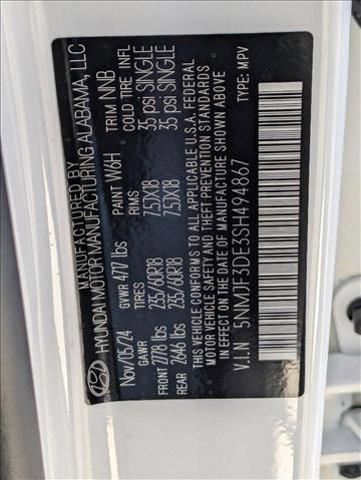 MANUFACTURED BY
HYUNDAI MOTOR MANUFACTURING ALABAMA, LLC
Nov/05/24 GVWR 4717 lbs PAINT W6H TRIM NNB
GAWR TIRES RIMS COLD TIRE INFL
FRONT 2778 lbs 235/60R18 7.5JX18 35 psi SINGLE
REAR 2646 lbs 235/60R18 7.5JX18 35 psi SINGLE
THIS VEHICLE CONFORMS TO ALL APPLICABLE U.S.A. FEDERAL
MOTOR VEHICLE SAFETY AND THEFT PREVENTION STANDARDS
IN EFFECT ON THE DATE OF MANUFACTURE SHOWN ABOVE
V.I.N 5NMJF3DE3SH494867 TYPE: MPV